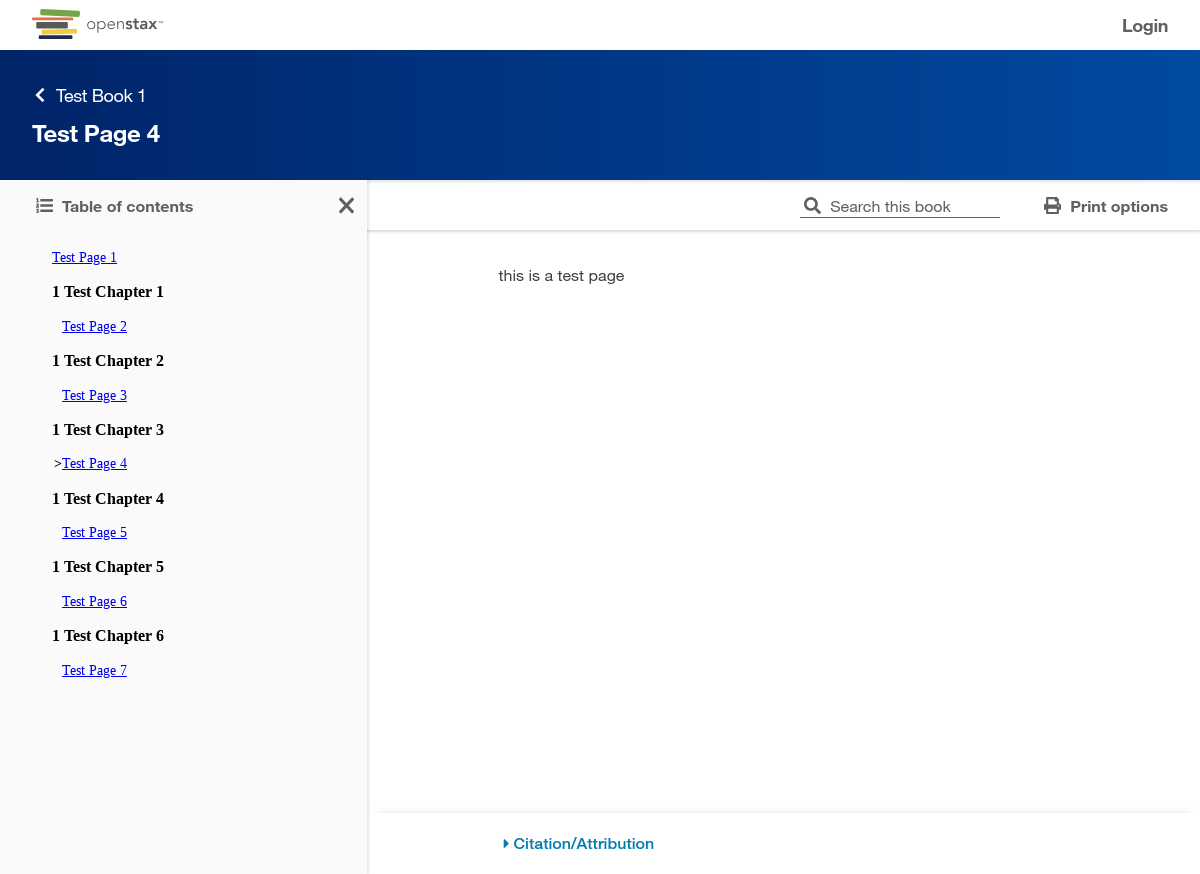 openstax™
Login
Test Book 1
Test Page 4
Table of contents
Search this book
Print options
Test Page 1
1 Test Chapter 1
Test Page 2
1 Test Chapter 2
Test Page 3
1 Test Chapter 3
>Test Page 4
1 Test Chapter 4
Test Page 5
1 Test Chapter 5
Test Page 6
1 Test Chapter 6
Test Page 7
this is a test page
Citation/Attribution